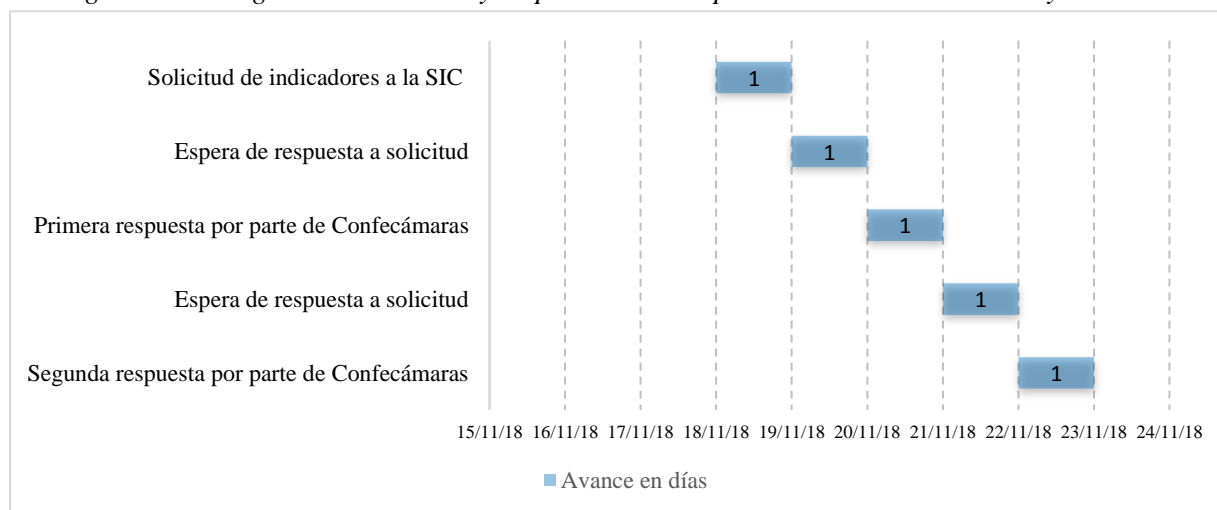 Solicitud de indicadores a la SIC
1
Espera de respuesta a solicitud
1
Primera respuesta por parte de Confecámaras
1
Espera de respuesta a solicitud
1
Segunda respuesta por parte de Confecámaras
1
15/11/18 16/11/18 17/11/18 18/11/18 19/11/18 20/11/18 21/11/18 22/11/18 23/11/18 24/11/18
Avance en días